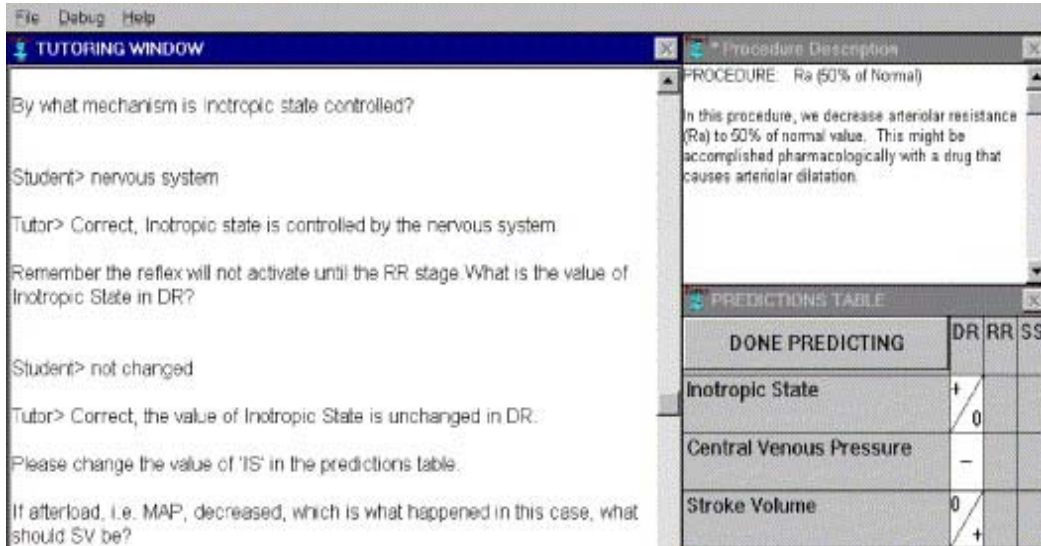 File Debug Help
TUTORING WINDOW
By what mechanism is Inotropic state controlled?
Student> nervous system
Tutor> Correct, Inotropic state is controlled by the nervous system
Remember the reflex will not activate until the RR stage.What is the value of
Inotropic State in DR?
Student> not changed
Tutor> Correct, the value of Inotropic State is unchanged in DR.
Please change the value of 'IS' in the predictions table.
If afterload, i.e. MAP, decreased, which is what happened in this case, what
should SV be?
* Procedure Description
PROCEDURE: Ra (50% of Normal)
In this procedure, we decrease arteriolar resistance
(Ra) to 50% of normal value. This might be
accomplished pharmacologically with a drug that
causes arteriolar dilatation.
PREDICTIONS TABLE
DONE PREDICTING DR RR SS
Inotropic State + / 0
Central Venous Pressure –
Stroke Volume 0 / +